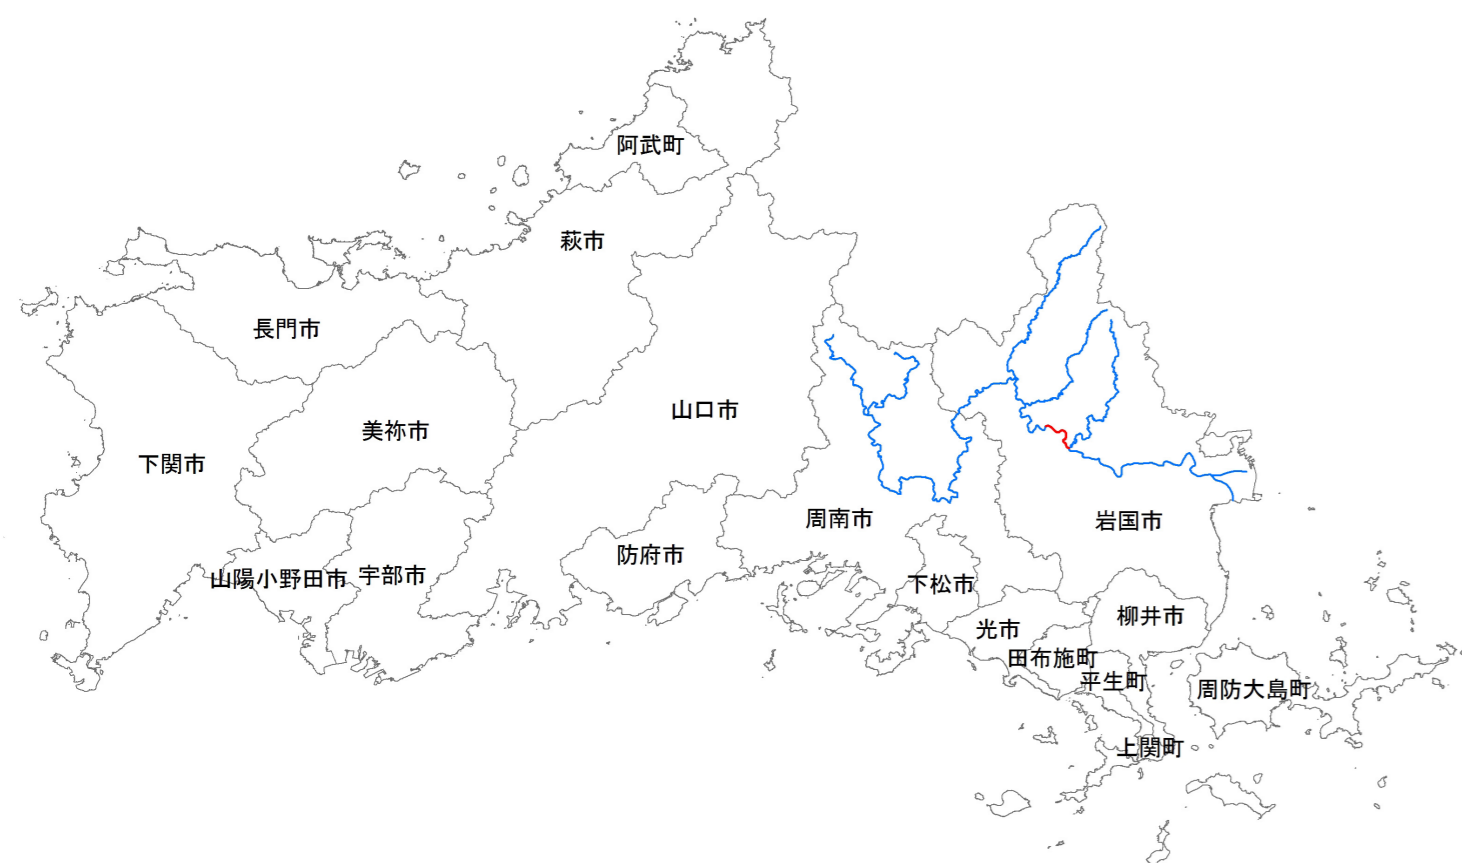 阿武町
萩市
長門市
山口市
美祢市
下関市
周南市
岩国市
防府市
山陽小野田市
宇部市
下松市
柳井市
光市
田布施町
平生町
周防大島町
上関町